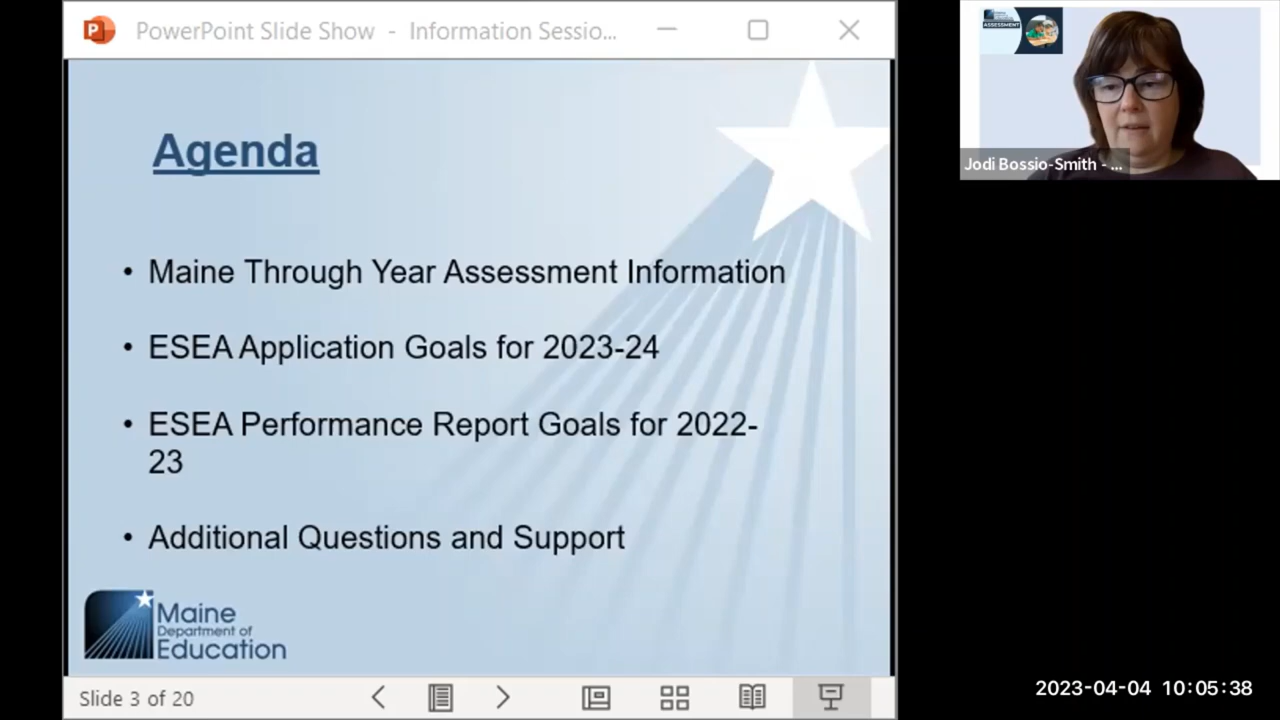 PowerPoint Slide Show - Information Sessio...
Agenda
• Maine Through Year Assessment Information
• ESEA Application Goals for 2023-24
• ESEA Performance Report Goals for 2022-
23
• Additional Questions and Support
Maine
Department of
Education
Slide 3 of 20
ASSESSMENT
Jodi Bossio-Smith - ...
2023-04-04 10:05:38